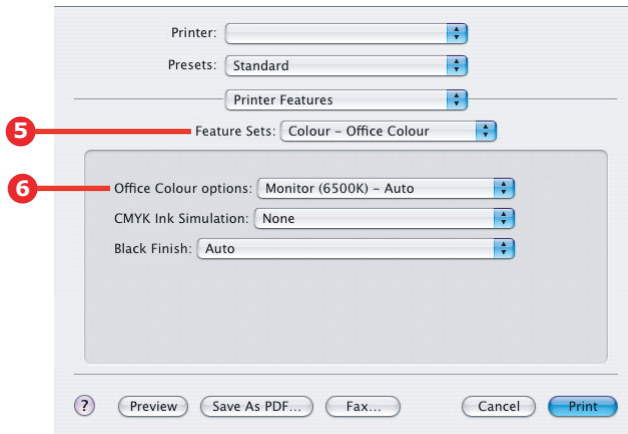 Printer:
Presets: Standard
Printer Features
5 Feature Sets: Colour – Office Colour
6 Office Colour options: Monitor (6500K) – Auto
CMYK Ink Simulation: None
Black Finish: Auto
? Preview Save As PDF... Fax... Cancel Print